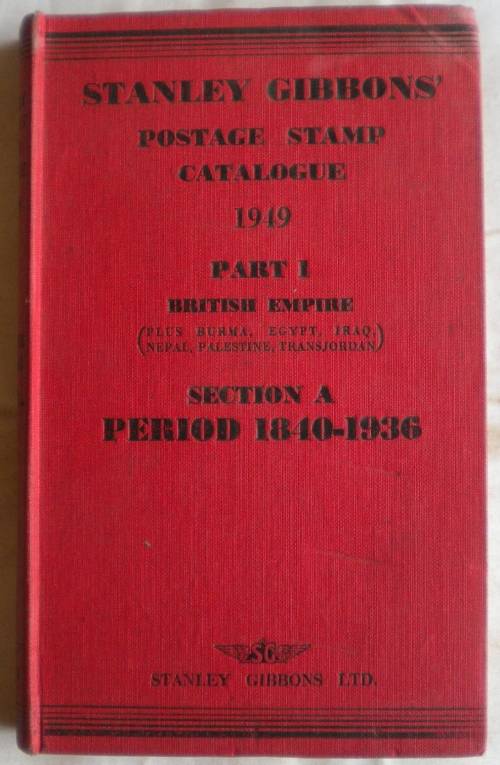 STANLEY GIBBONS'
POSTAGE STAMP
CATALOGUE
1949
PART 1
BRITISH EMPIRE
(PLUS BURMA, EGYPT, IRAQ,
NEPAL, PALESTINE, TRANSJORDAN)
SECTION A
PERIOD 1840-1936
SG
STANLEY GIBBONS LTD.